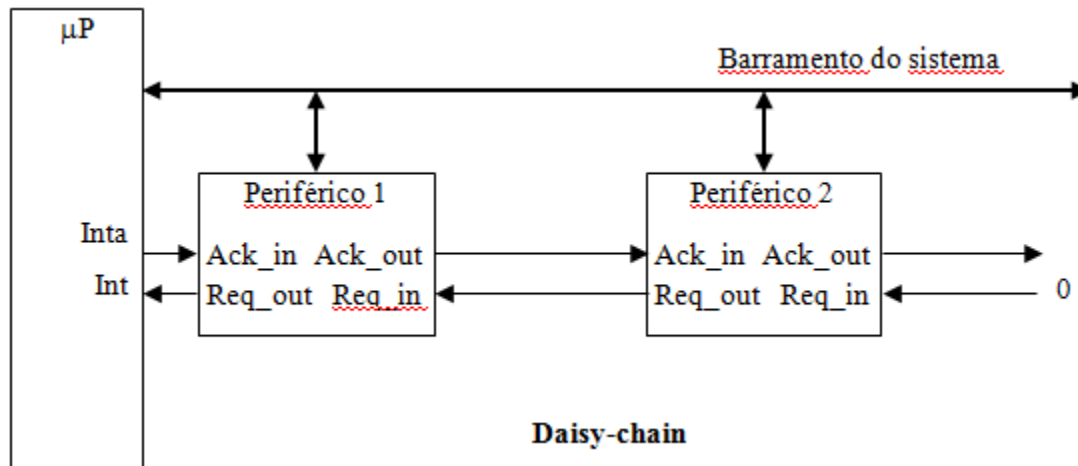 μP
Barramento do sistema
Periférico 1
Periférico 2
Inta
Ack_in Ack_out
Ack_in Ack_out
Int
Req_out Req_in
Req_out Req_in
0
Daisy-chain